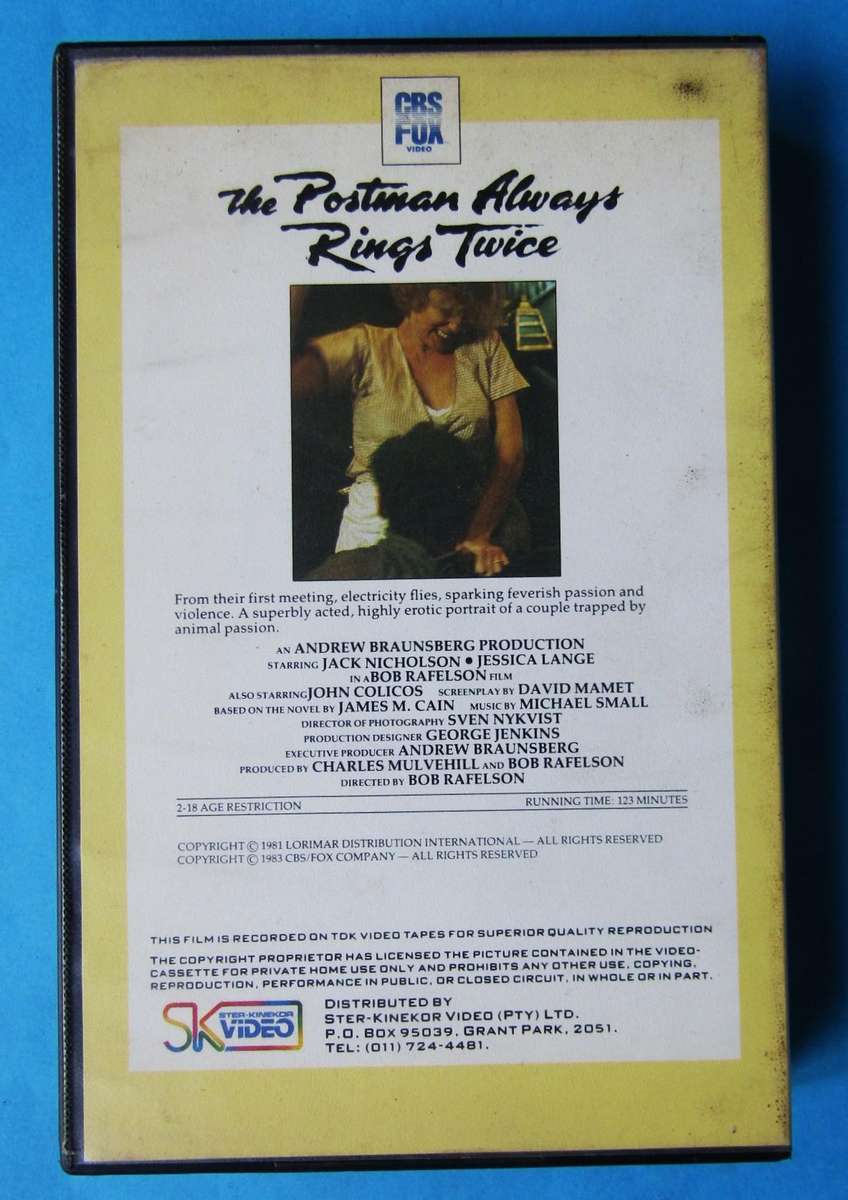 CBS
FOX
VIDEO
The Postman Always
Rings Twice
From their first meeting, electricity flies, sparking feverish passion and
violence. A superbly acted, highly erotic portrait of a couple trapped by
animal passion.
AN ANDREW BRAUNSBERG PRODUCTION
STARRING JACK NICHOLSON • JESSICA LANGE
IN A BOB RAFELSON FILM
ALSO STARRING JOHN COLICOS SCREENPLAY BY DAVID MAMET
BASED ON THE NOVEL BY JAMES M. CAIN MUSIC BY MICHAEL SMALL
DIRECTOR OF PHOTOGRAPHY SVEN NYKVIST
PRODUCTION DESIGNER GEORGE JENKINS
EXECUTIVE PRODUCER ANDREW BRAUNSBERG
PRODUCED BY CHARLES MULVEHILL AND BOB RAFELSON
DIRECTED BY BOB RAFELSON
2-18 AGE RESTRICTION RUNNING TIME: 123 MINUTES
COPYRIGHT © 1981 LORIMAR DISTRIBUTION INTERNATIONAL — ALL RIGHTS RESERVED
COPYRIGHT © 1983 CBS/FOX COMPANY — ALL RIGHTS RESERVED
THIS FILM IS RECORDED ON TDK VIDEO TAPES FOR SUPERIOR QUALITY REPRODUCTION
THE COPYRIGHT PROPRIETOR HAS LICENSED THE PICTURE CONTAINED IN THE VIDEO-
CASSETTE FOR PRIVATE HOME USE ONLY AND PROHIBITS ANY OTHER USE, COPYING,
REPRODUCTION, PERFORMANCE IN PUBLIC, OR CLOSED CIRCUIT, IN WHOLE OR IN PART.
SK STER-KINEKOR
VIDEO
DISTRIBUTED BY
STER-KINEKOR VIDEO (PTY) LTD.
P.O. BOX 95039, GRANT PARK, 2051.
TEL: (011) 724-4481.